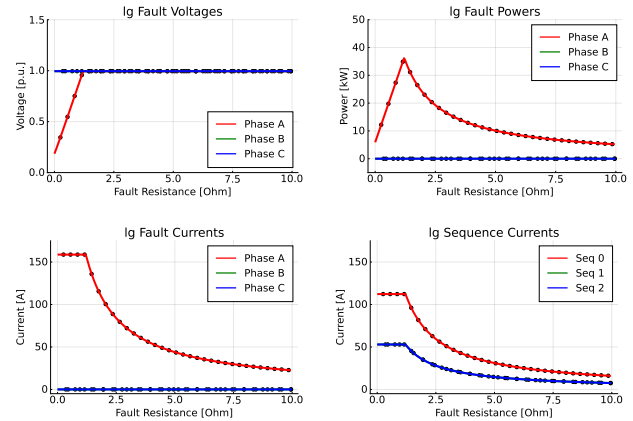 lg Fault Voltages
1.5
1.0
0.5
0.0
Voltage [p.u.]
Phase A
Phase B
Phase C
0.0
2.5
5.0
7.5
10.0
Fault Resistance [Ohm]
lg Fault Powers
50
40
30
20
10
0
Power [kW]
Phase A
Phase B
Phase C
0.0
2.5
5.0
7.5
10.0
Fault Resistance [Ohm]
lg Fault Currents
150
100
50
0
Current [A]
Phase A
Phase B
Phase C
0.0
2.5
5.0
7.5
10.0
Fault Resistance [Ohm]
lg Sequence Currents
150
100
50
0
Current [A]
Seq 0
Seq 1
Seq 2
0.0
2.5
5.0
7.5
10.0
Fault Resistance [Ohm]